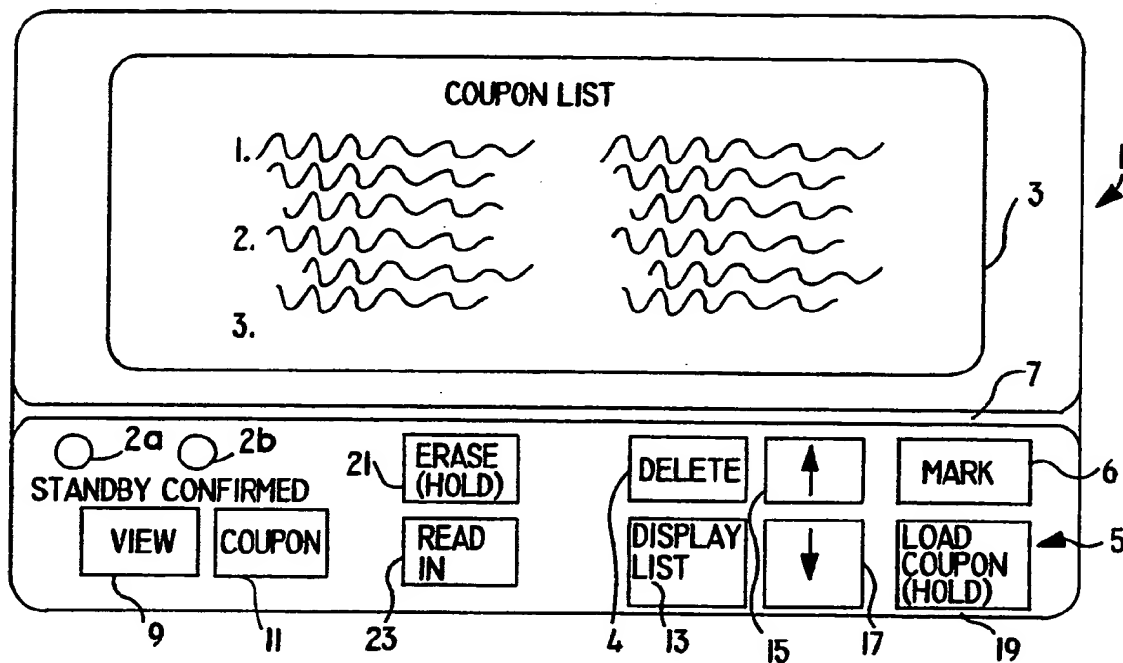 COUPON LIST
1.
2.
3.
1
3
7
2a 2b
STANDBY CONFIRMED
VIEW COUPON
21 ERASE (HOLD)
READ IN
DELETE
DISPLAY LIST
↑
↓
MARK
LOAD COUPON (HOLD)
6
5
9 11 23 4 13 15 17 19